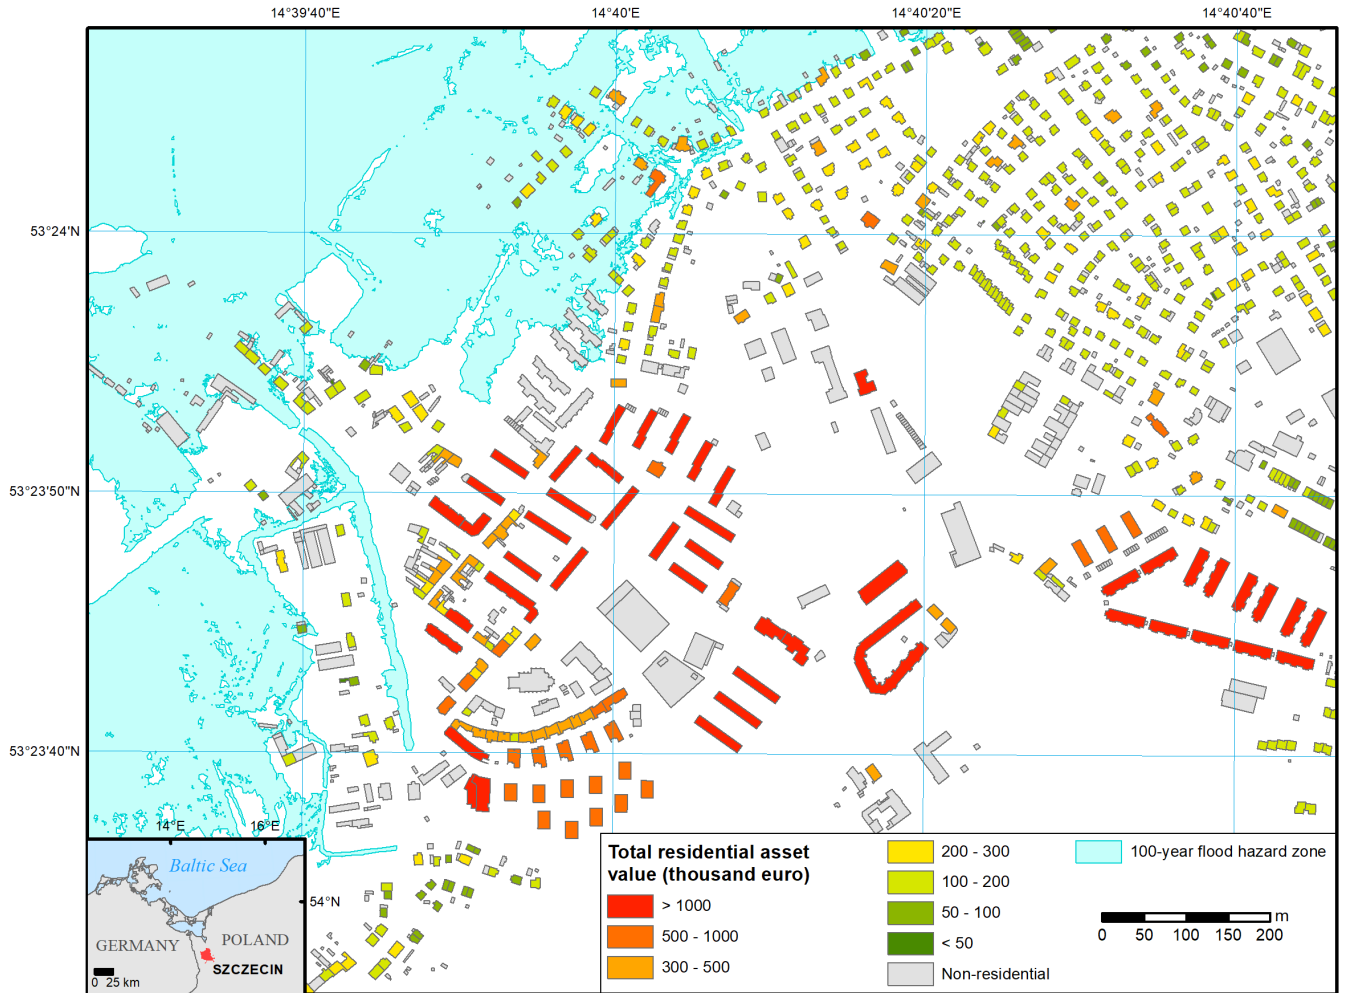 14°39'40"E
14°40'E
14°40'20"E
14°40'40"E
53°24'N
53°23'50"N
53°23'40"N
14°E
16°E
Baltic Sea
54°N
GERMANY
POLAND
SZCZECIN
0 25 km
Total residential asset
value (thousand euro)
> 1000
500 - 1000
300 - 500
200 - 300
100 - 200
50 - 100
< 50
Non-residential
100-year flood hazard zone
m
0 50 100 150 200